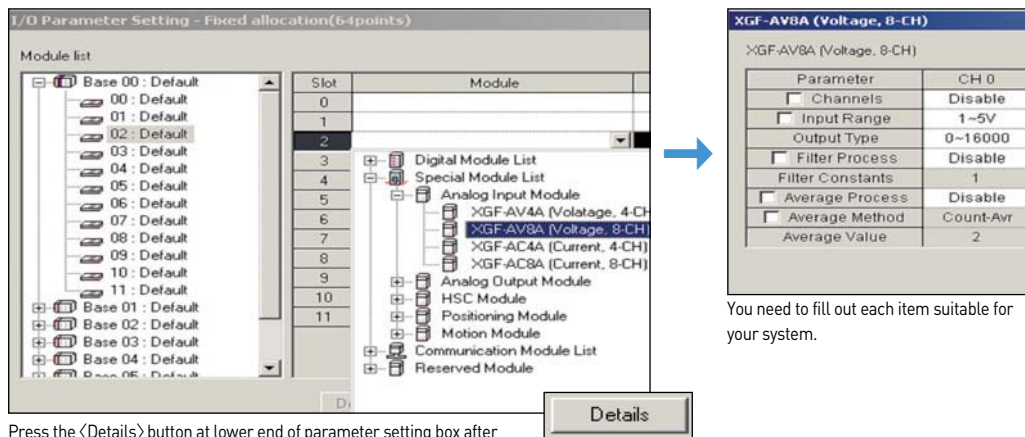 I/O Parameter Setting - Fixed allocation(64points)
Module list
Base 00 : Default
00 : Default
01 : Default
02 : Default
03 : Default
04 : Default
05 : Default
06 : Default
07 : Default
08 : Default
09 : Default
10 : Default
11 : Default
Base 01 : Default
Base 02 : Default
Base 03 : Default
Base 04 : Default
Base 05 : Default
Slot Module
0
1
2
3
4
5
6
7
8
9
10
11
Digital Module List
Special Module List
Analog Input Module
XGF-AV4A (Volatage, 4-CH
XGF-AV8A (Voltage, 8-CH)
XGF-AC4A (Current, 4-CH)
XGF-AC8A (Current, 8-CH)
Analog Output Module
HSC Module
Positioning Module
Motion Module
Communication Module List
Reserved Module
Details
Press the 〈Details〉 button at lower end of parameter setting box after
XGF-AV8A (Voltage, 8-CH)
XGF-AV8A (Voltage, 8-CH)
Parameter CH 0
Channels Disable
Input Range 1~5V
Output Type 0~16000
Filter Process Disable
Filter Constants 1
Average Process Disable
Average Method Count-Avr
Average Value 2
You need to fill out each item suitable for
your system.